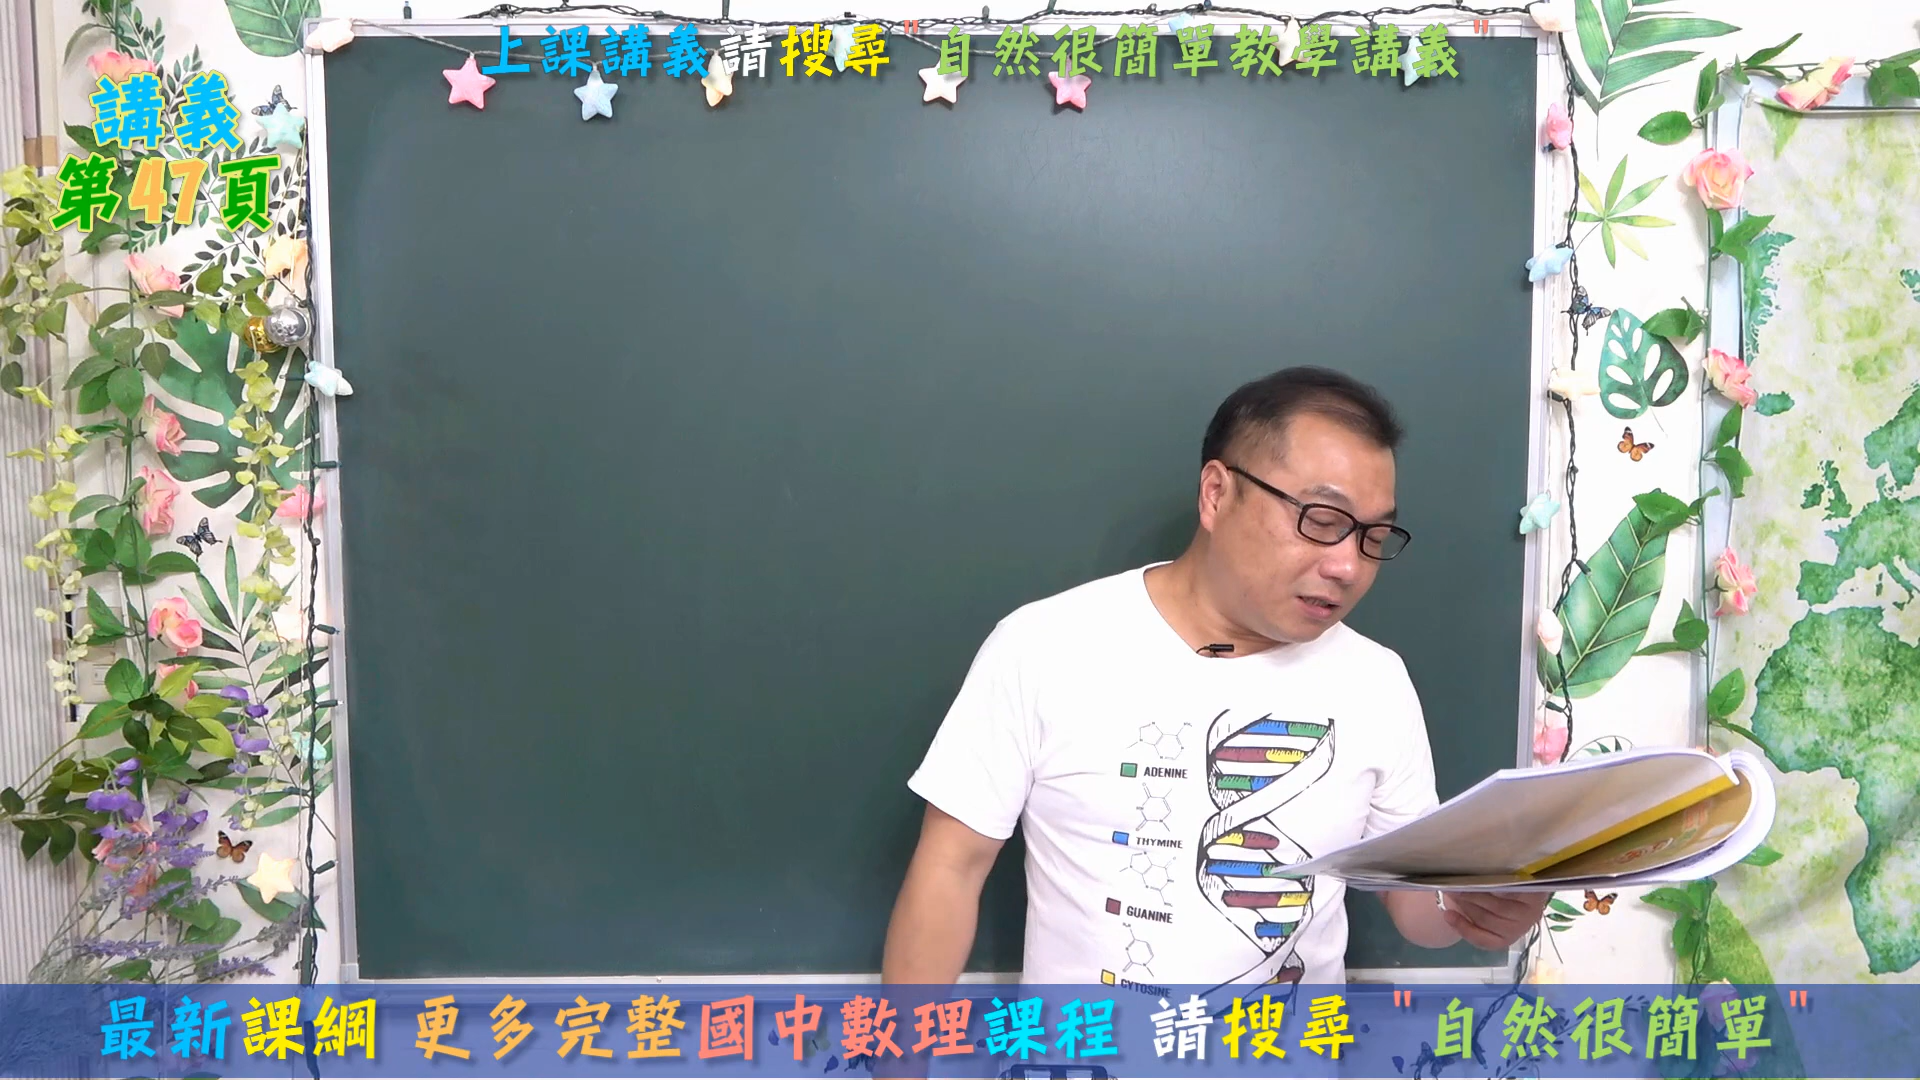 上課講義請搜尋"自然很簡單教學講義"
講義
第47頁
ADENINE
THYMINE
GUANINE
CYTOSINE
最新課綱 更多完整國中數理課程 請搜尋 "自然很簡單"